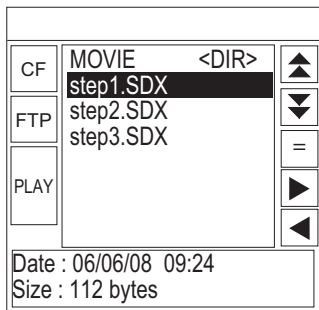 CF
FTP
PLAY
MOVIE <DIR>
step1.SDX
step2.SDX
step3.SDX
=
Date : 06/06/08 09:24
Size : 112 bytes